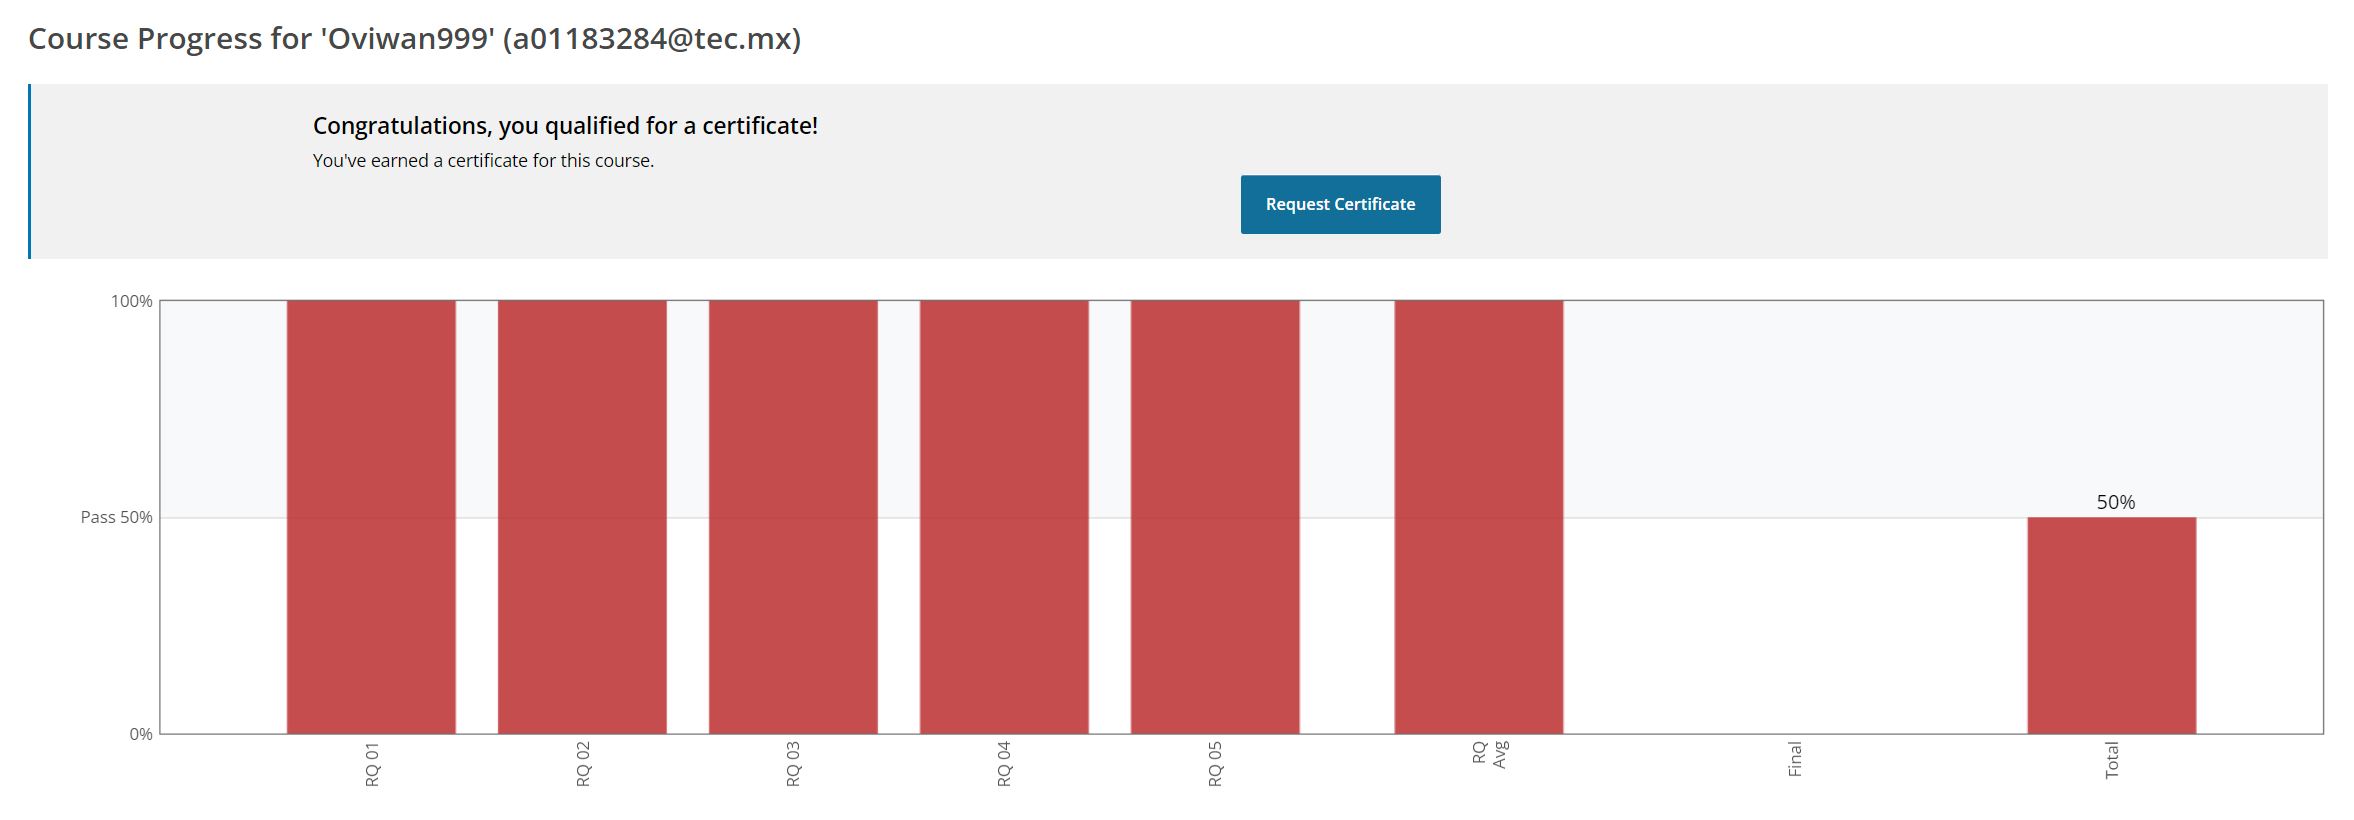 Course Progress for 'Oviwan999' (a01183284@tec.mx)
Congratulations, you qualified for a certificate!
You've earned a certificate for this course.
Request Certificate
100%
Pass 50%
0%
50%
RQ 01
RQ 02
RQ 03
RQ 04
RQ 05
RQ
Avg
Final
Total